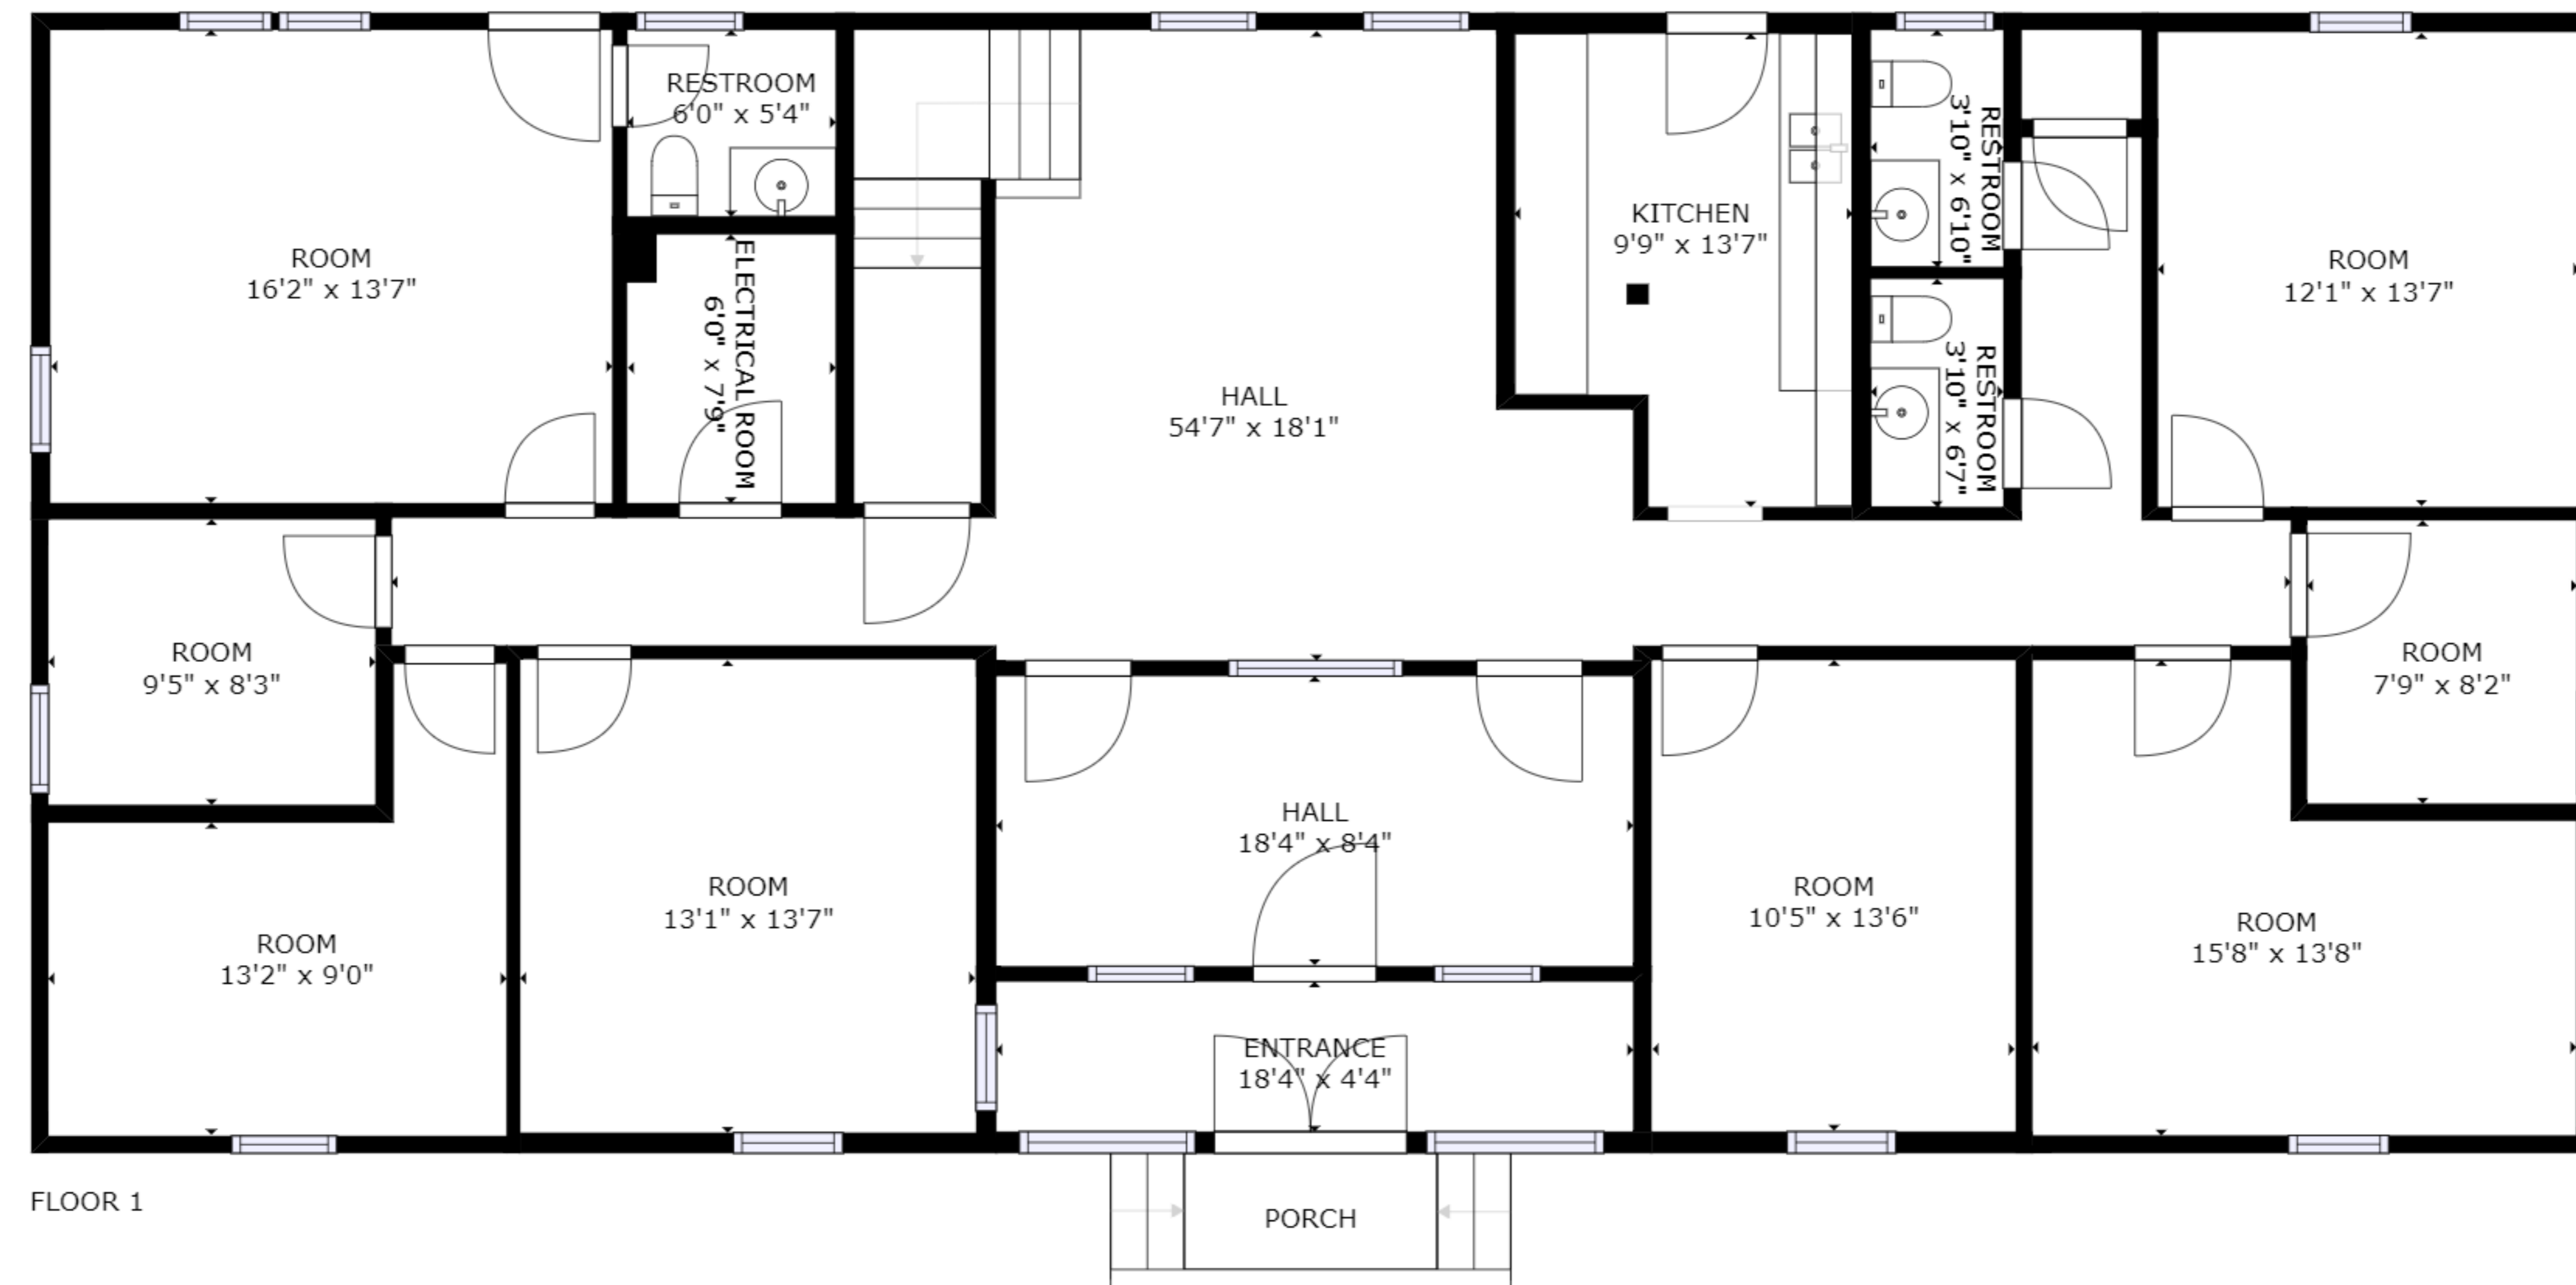 RESTROOM
6'0" x 5'4"
ROOM
16'2" x 13'7"
ELECTRICAL ROOM
6'0" x 7'9"
HALL
54'7" x 18'1"
KITCHEN
9'9" x 13'7"
RESTROOM
3'10" x 6'10"
RESTROOM
3'10" x 6'7"
ROOM
12'1" x 13'7"
ROOM
9'5" x 8'3"
ROOM
7'9" x 8'2"
ROOM
13'2" x 9'0"
ROOM
13'1" x 13'7"
HALL
18'4" x 8'4"
ENTRANCE
18'4" x 4'4"
ROOM
10'5" x 13'6"
ROOM
15'8" x 13'8"
FLOOR 1
PORCH